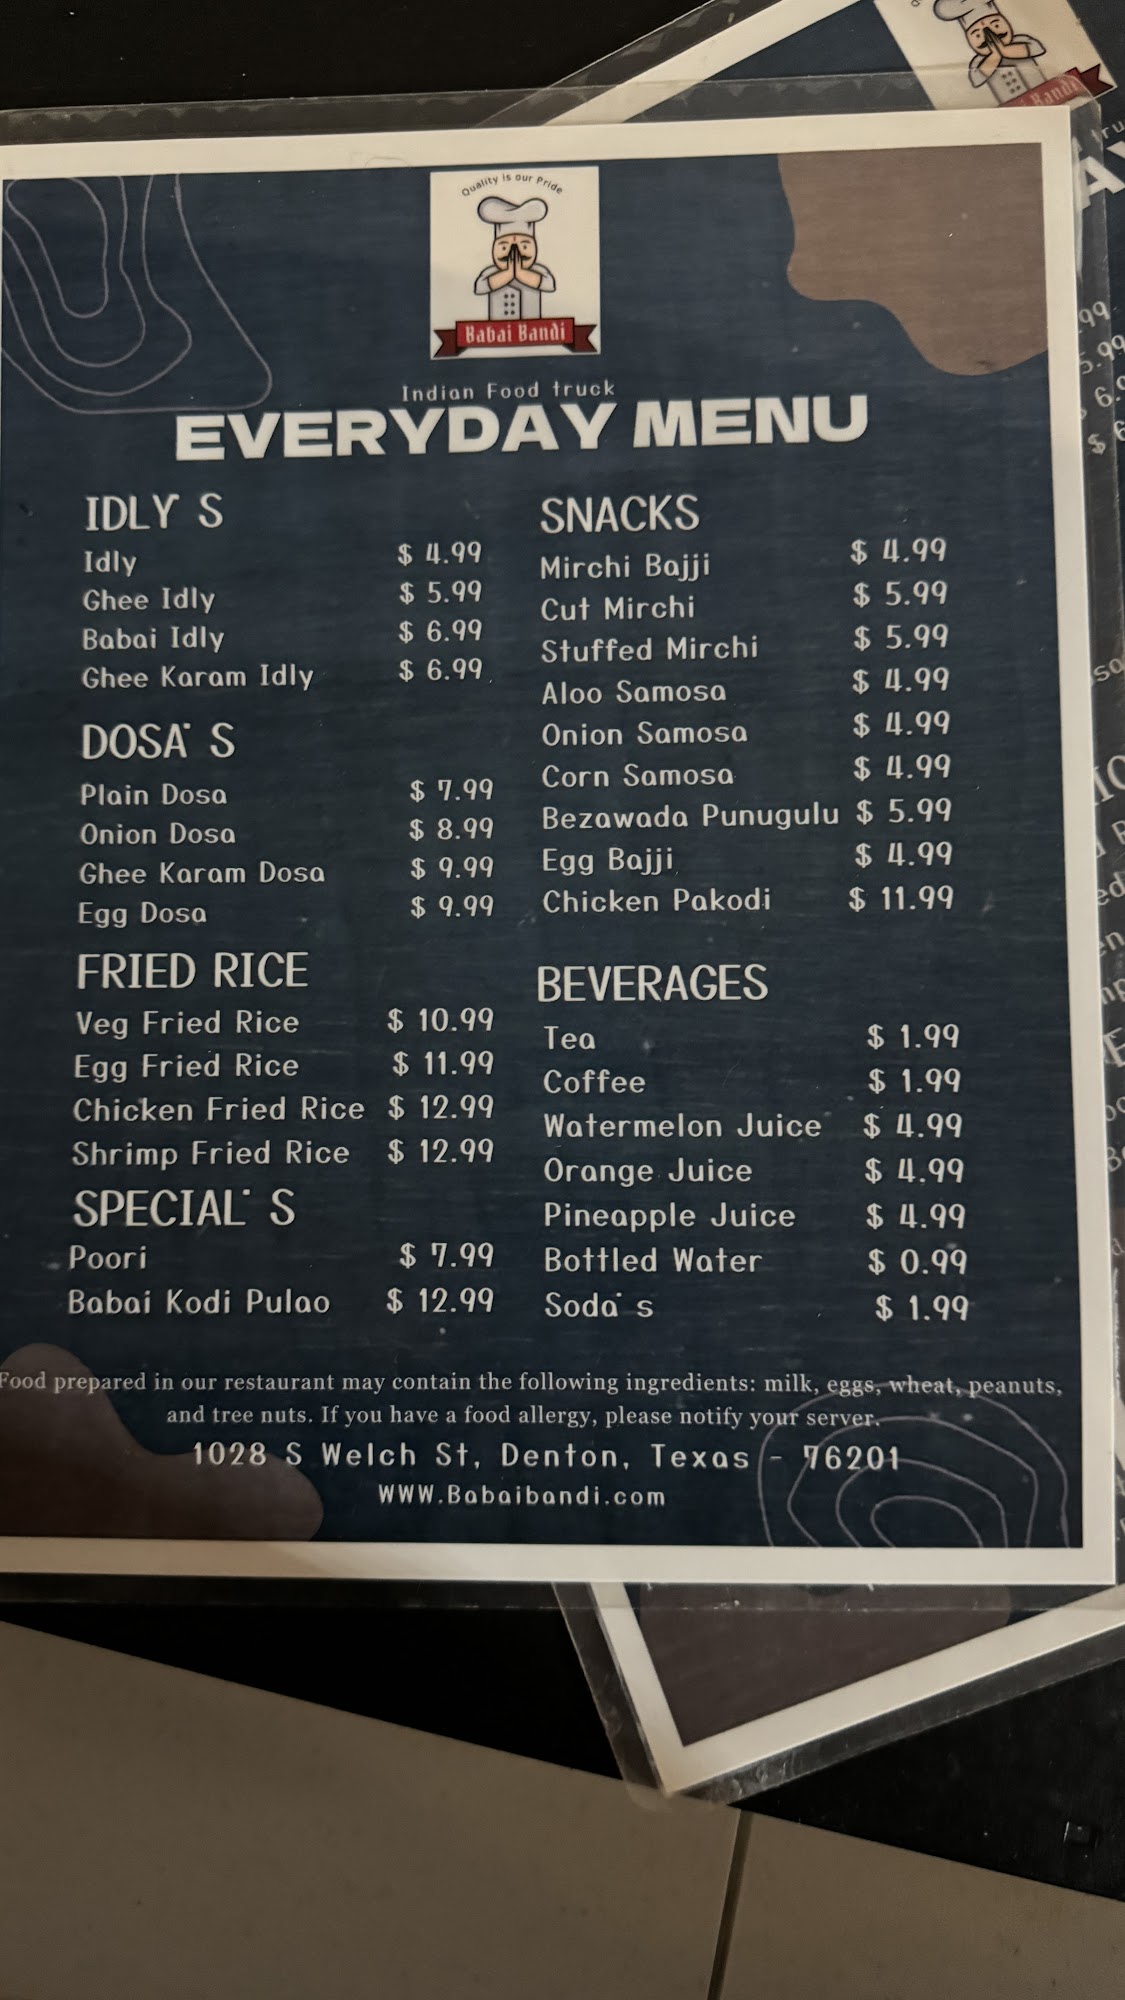 Quality is our Pride
Babai Bandi
Indian Food truck
EVERYDAY MENU
IDLY'S
Idly $ 4.99
Ghee Idly $ 5.99
Babai Idly $ 6.99
Ghee Karam Idly $ 6.99
DOSA'S
Plain Dosa $ 7.99
Onion Dosa $ 8.99
Ghee Karam Dosa $ 9.99
Egg Dosa $ 9.99
FRIED RICE
Veg Fried Rice $ 10.99
Egg Fried Rice $ 11.99
Chicken Fried Rice $ 12.99
Shrimp Fried Rice $ 12.99
SPECIAL'S
Poori $ 7.99
Babai Kodi Pulao $ 12.99
SNACKS
Mirchi Bajji $ 4.99
Cut Mirchi $ 5.99
Stuffed Mirchi $ 5.99
Aloo Samosa $ 4.99
Onion Samosa $ 4.99
Corn Samosa $ 4.99
Bezawada Punugulu $ 5.99
Egg Bajji $ 4.99
Chicken Pakodi $ 11.99
BEVERAGES
Tea $ 1.99
Coffee $ 1.99
Watermelon Juice $ 4.99
Orange Juice $ 4.99
Pineapple Juice $ 4.99
Bottled Water $ 0.99
Soda's $ 1.99
Food prepared in our restaurant may contain the following ingredients: milk, eggs, wheat, peanuts,
and tree nuts. If you have a food allergy, please notify your server.
1028 S Welch St, Denton, Texas - 76201
WWW.Babaibandi.com